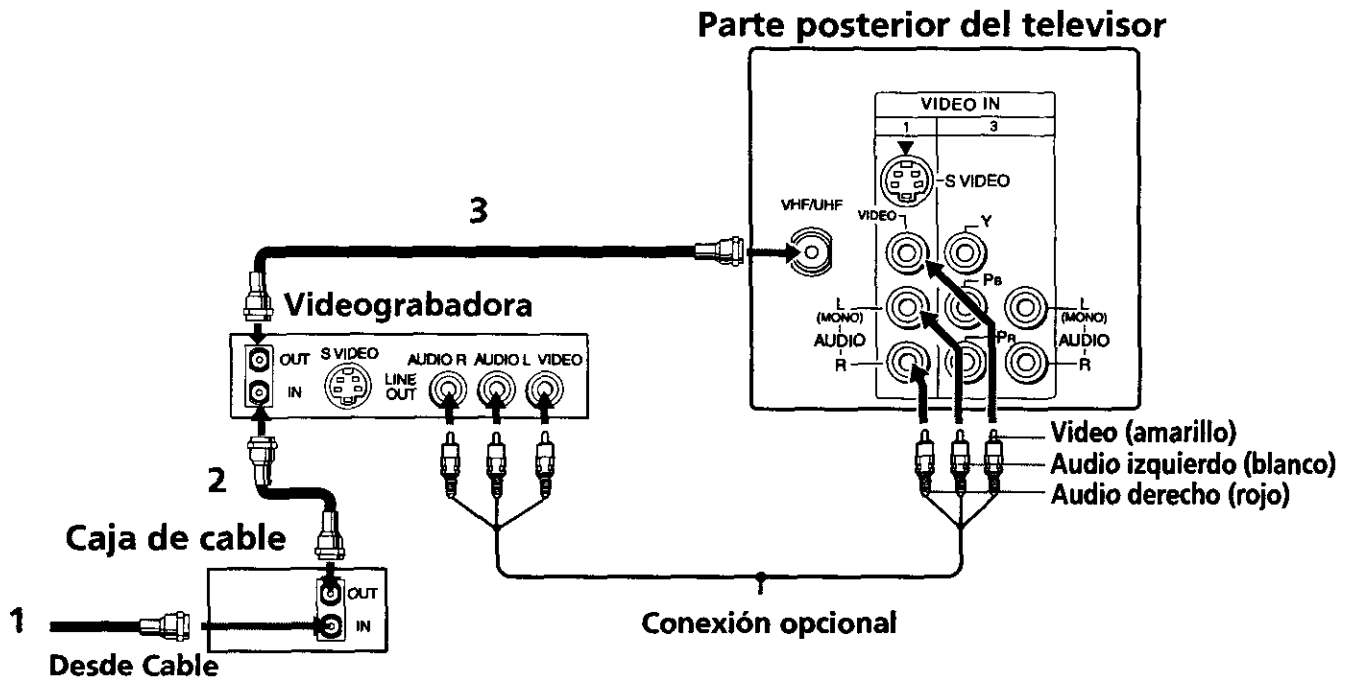 Parte posterior del televisor
VIDEO IN
1 3
S VIDEO
VHF/UHF
VIDEO
Y
PB
L
(MONO)
AUDIO
R
PR
L
(MONO)
AUDIO
R
3
Videograbadora
OUT
IN
S VIDEO
LINE
OUT
AUDIO R AUDIO L VIDEO
Video (amarillo)
Audio izquierdo (blanco)
Audio derecho (rojo)
2
Caja de cable
OUT
IN
1
Desde Cable
Conexión opcional